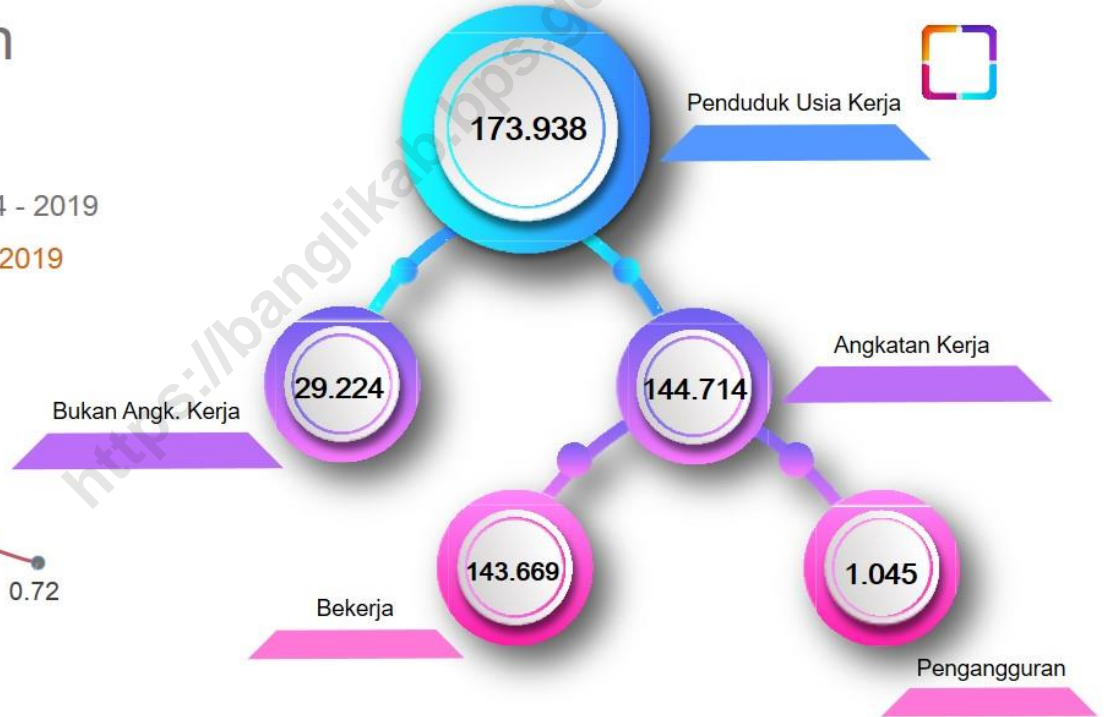 n
4 - 2019
2019
173.938
Penduduk Usia Kerja
29.224
Bukan Angk. Kerja
144.714
Angkatan Kerja
143.669
Bekerja
1.045
Pengangguran
0.72
https://banglikab.bps.go